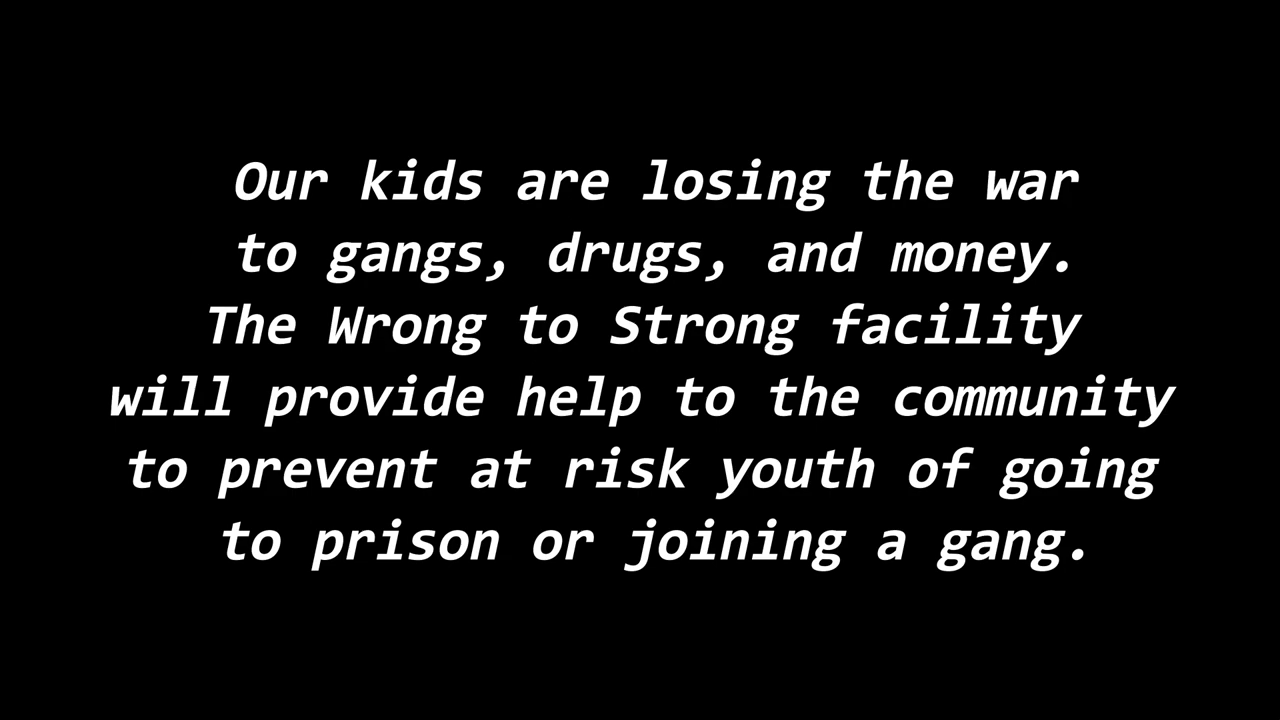 Our kids are losing the war
to gangs, drugs, and money.
The Wrong to Strong facility
will provide help to the community
to prevent at risk youth of going
to prison or joining a gang.